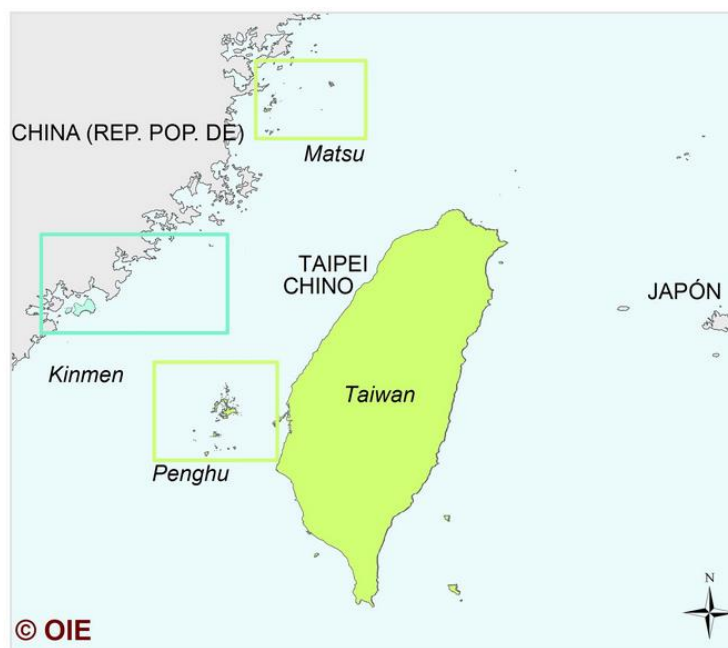 CHINA (REP. POP. DE)
Matsu
TAIPEI
CHINO
JAPÓN
Kinmen
Taiwan
Penghu
N
© OIE